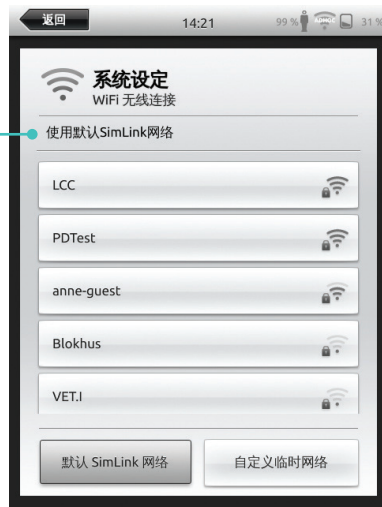 返回 14:21 99 % 31 %
系统设定
WiFi 无线连接
使用默认SimLink网络
LCC
PDTest
anne-guest
Blokhus
VET.I
默认 SimLink 网络 自定义临时网络